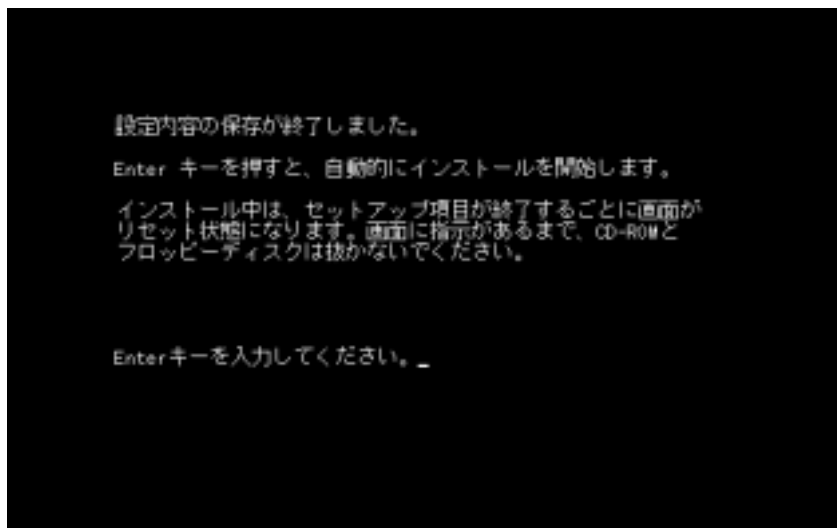 設定内容の保存が終了しました。
Enter キーを押すと、自動的にインストールを開始します。
インストール中は、セットアップ項目が終了するごとに画面が
リセット状態になります。画面に指示があるまで、CD-ROMと
フロッピーディスクは抜かないでください。
Enterキーを入力してください。_